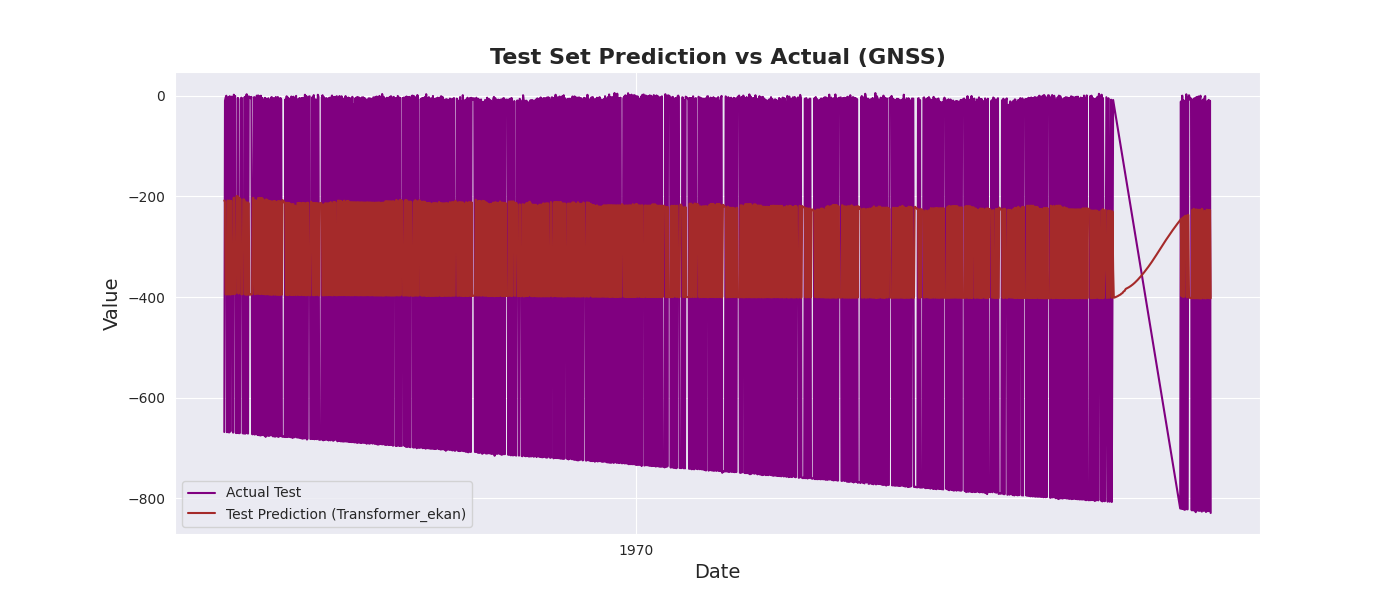 Test Set Prediction vs Actual (GNSS)
0
−200
−400
−600
−800
Value
Actual Test
Test Prediction (Transformer_ekan)
1970
Date